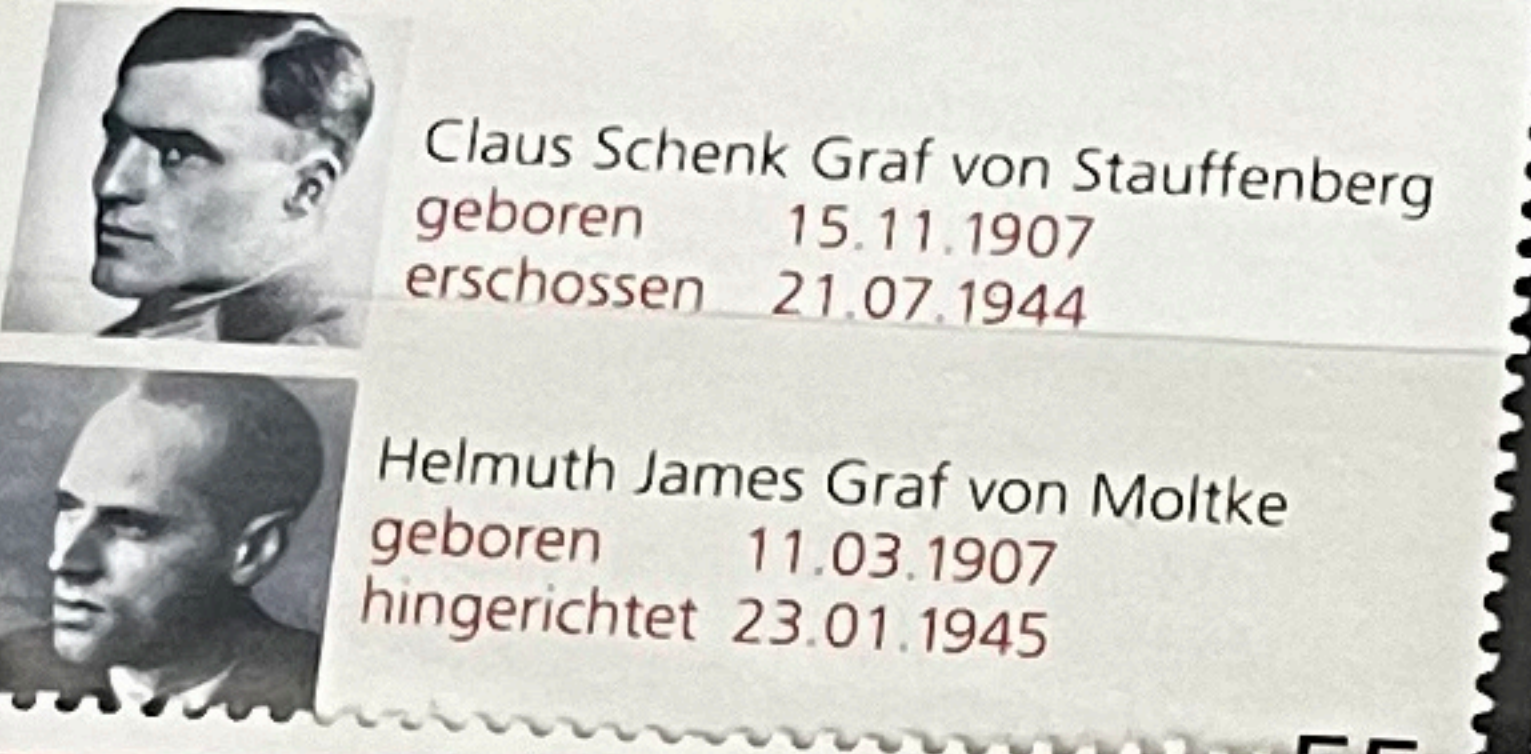 Claus Schenk Graf von Stauffenberg
geboren 15.11.1907
erschossen 21.07.1944
Helmuth James Graf von Moltke
geboren 11.03.1907
hingerichtet 23.01.1945